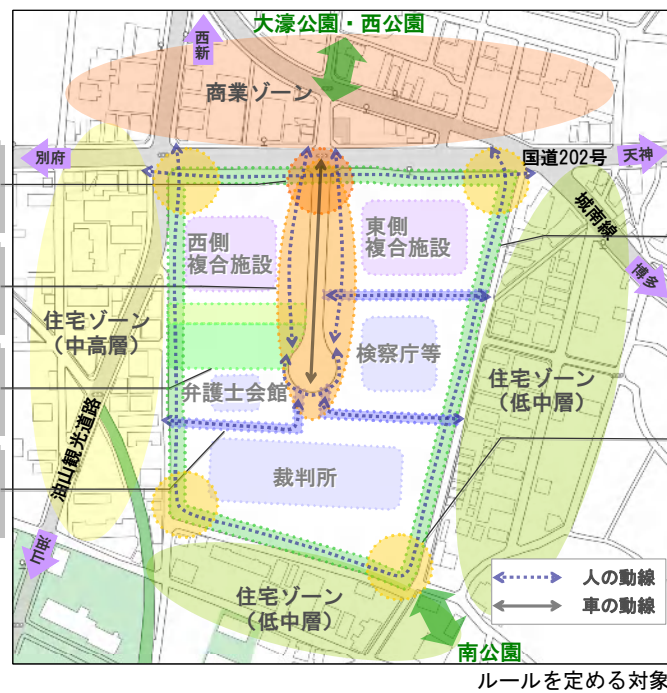 大濠公園・西公園
西新
商業ゾーン
別府
国道202号
天神
城南線
博多
西側
複合施設
東側
複合施設
住宅ゾーン
（中高層）
検察庁等
弁護士会館
住宅ゾーン
（低中層）
油山観光道路
裁判所
油山
住宅ゾーン
（低中層）
人の動線
車の動線
南公園
ルールを定める対象